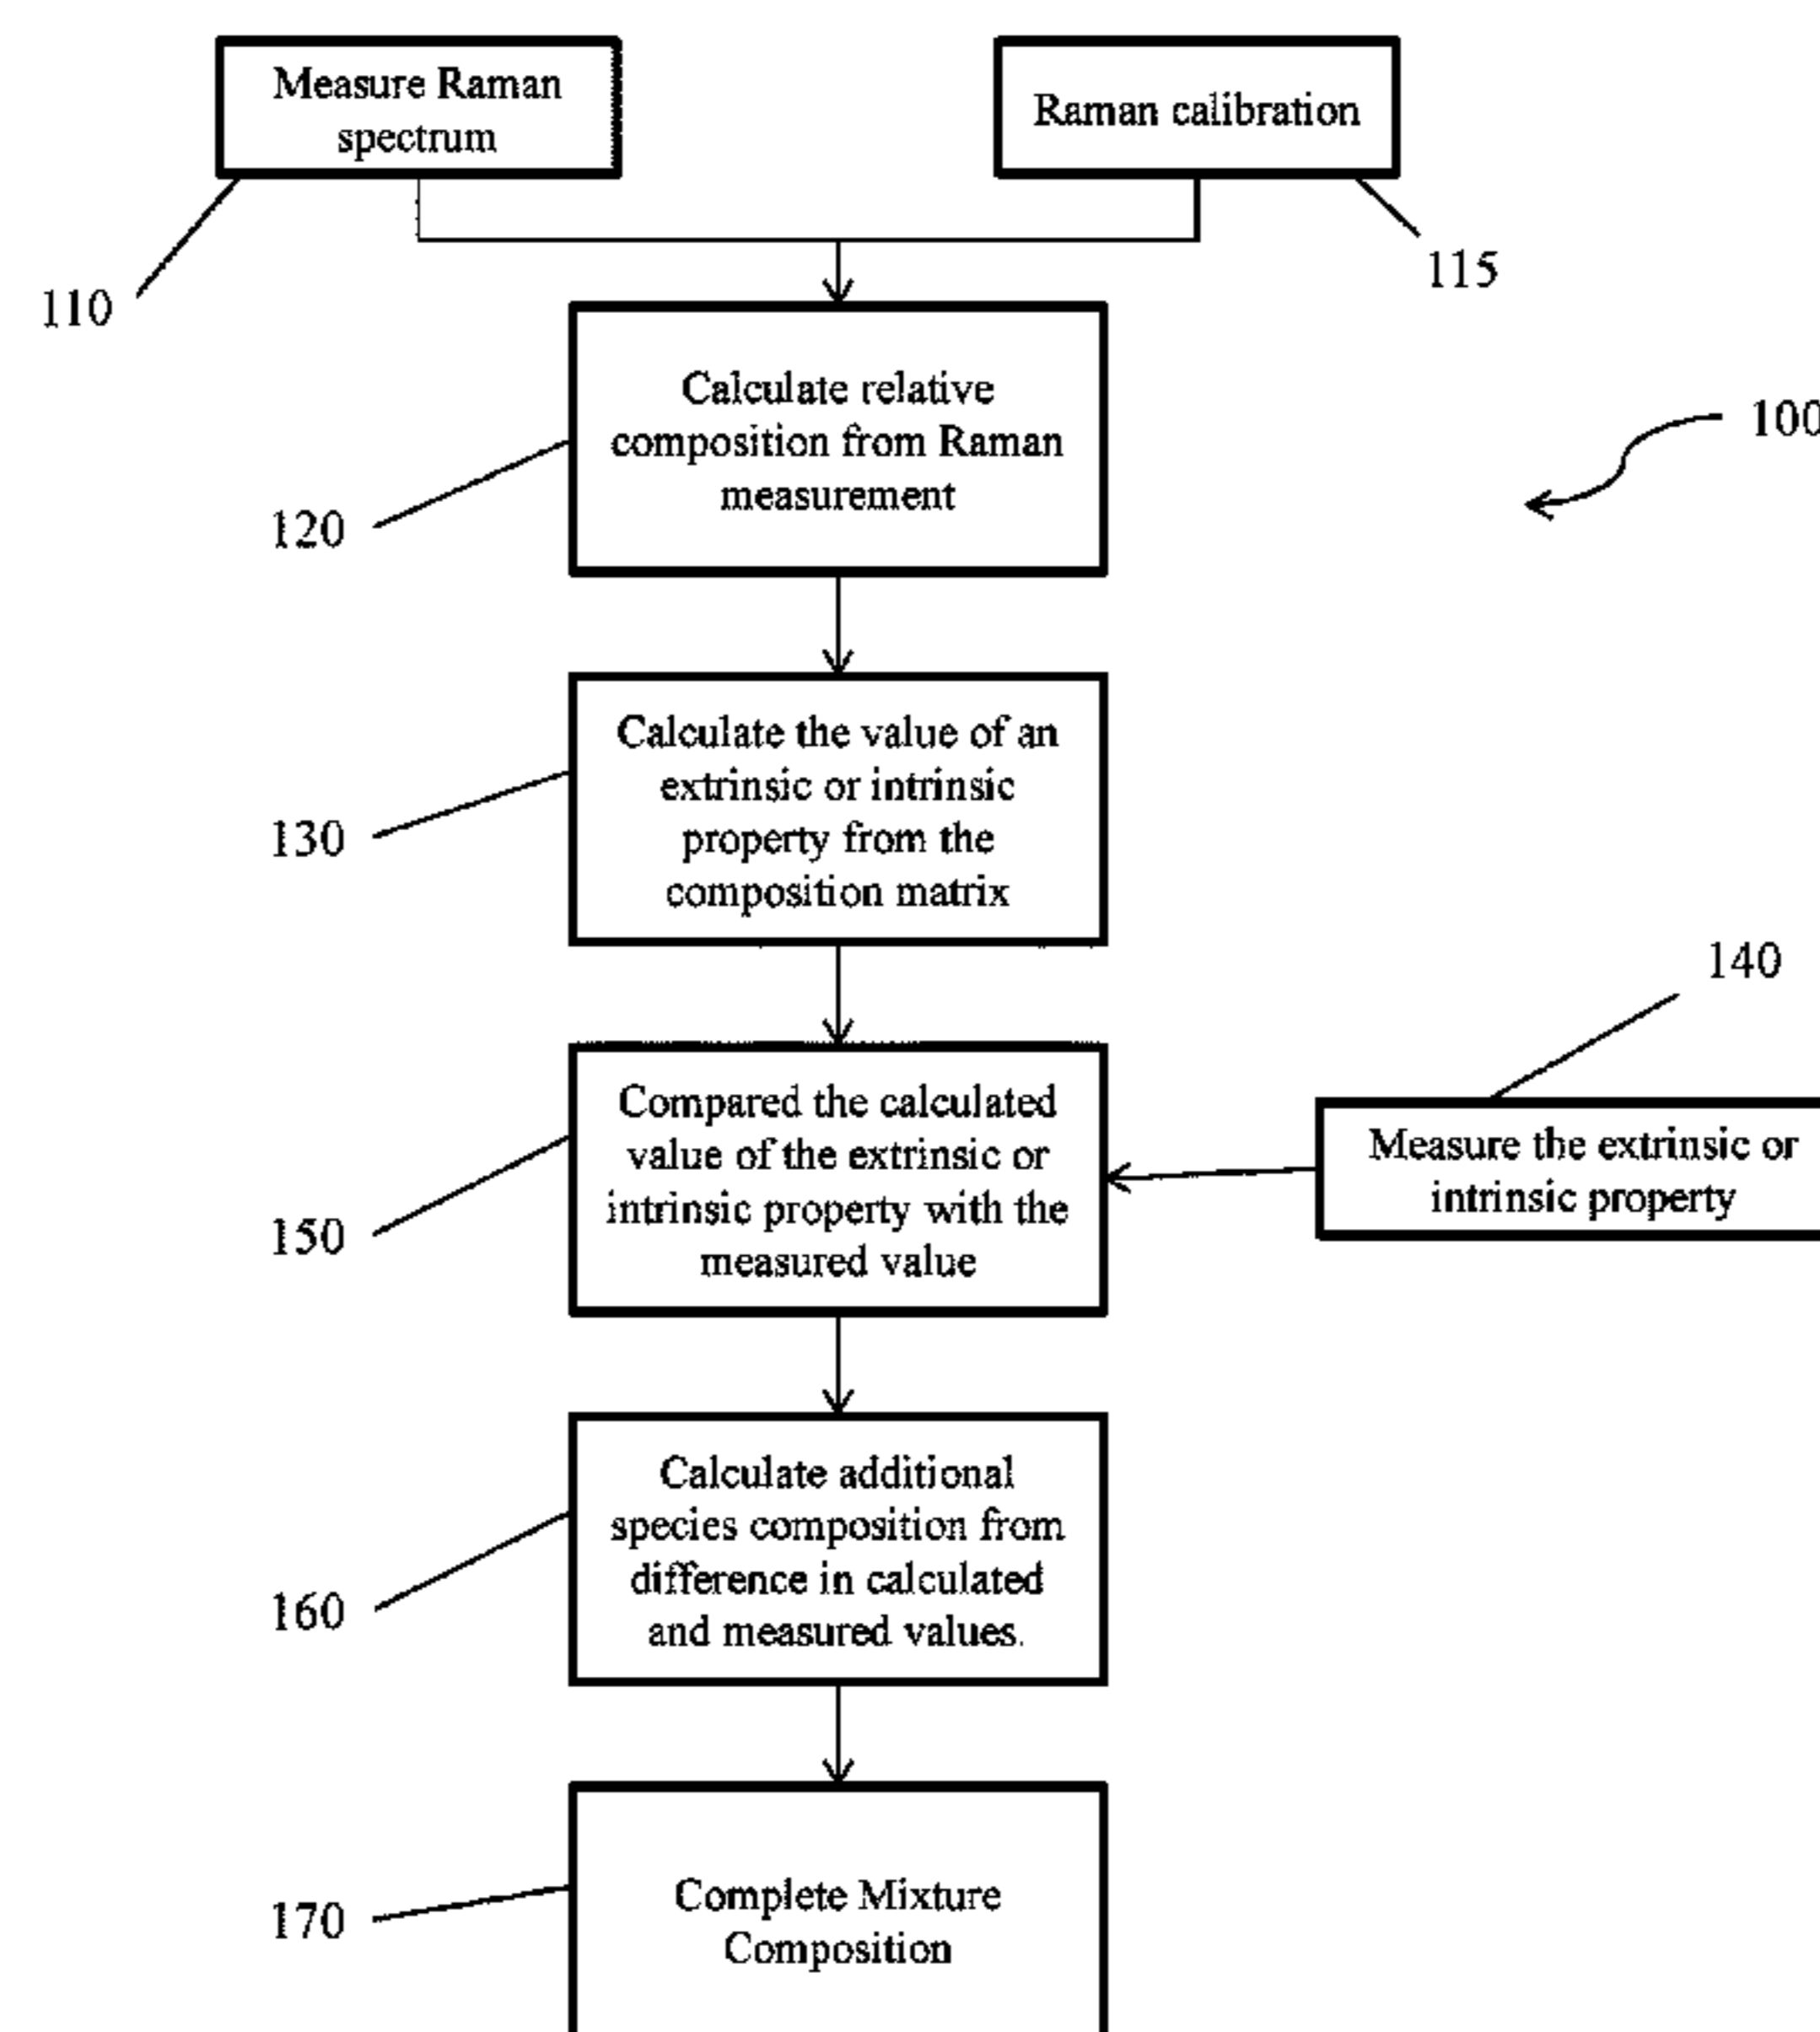 Measure Raman
spectrum
Raman calibration
110
115
Calculate relative
composition from Raman
measurement
120
100
Calculate the value of an
extrinsic or intrinsic
property from the
composition matrix
130
140
Compared the calculated
value of the extrinsic or
intrinsic property with the
measured value
150
Measure the extrinsic or
intrinsic property
Calculate additional
species composition from
difference in calculated
and measured values.
160
Complete Mixture
Composition
170